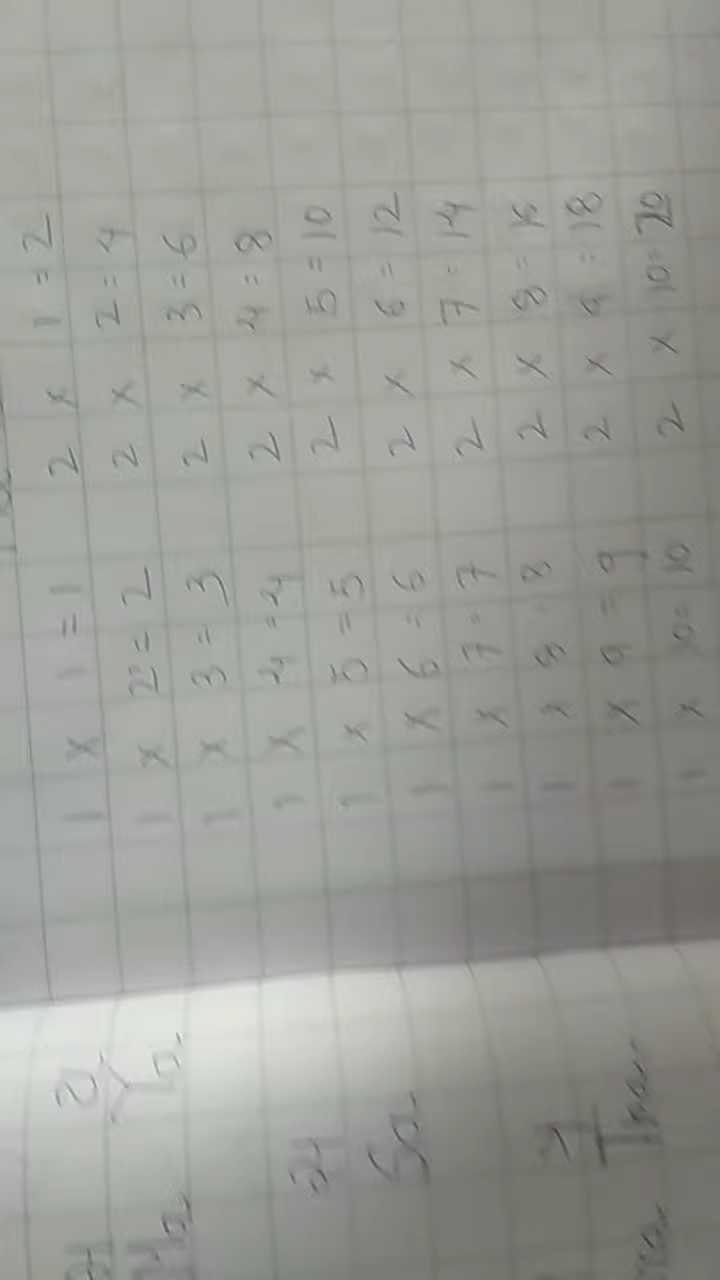 1 x 1 = 1 2 x 1 = 2
1 x 2 = 2 2 x 2 = 4
1 x 3 = 3 2 x 3 = 6
1 x 4 = 4 2 x 4 = 8
1 x 5 = 5 2 x 5 = 10
1 x 6 = 6 2 x 6 = 12
1 x 7 = 7 2 x 7 = 14
1 x 8 = 8 2 x 8 = 16
1 x 9 = 9 2 x 9 = 18
1 x 10 = 10 2 x 10 = 20